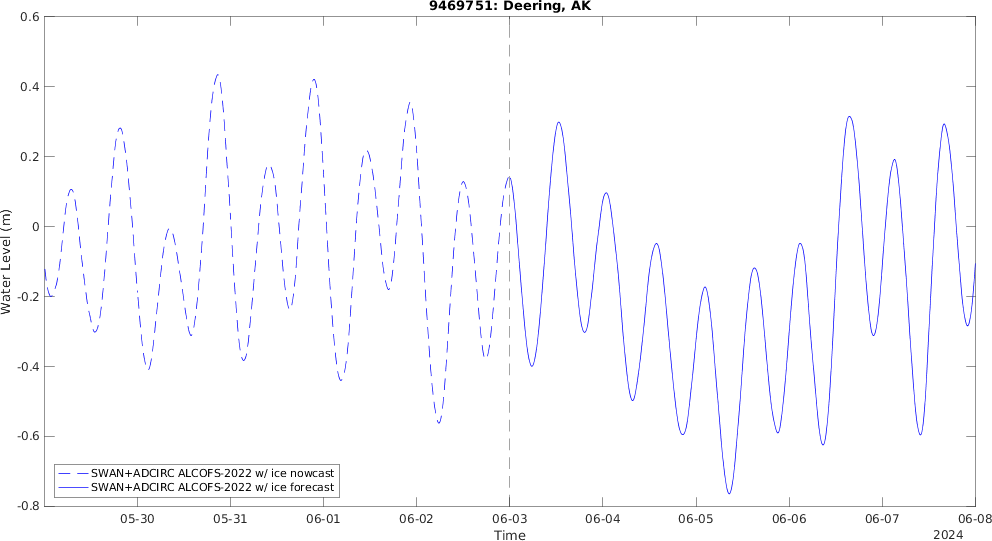 9469751: Deering, AK
0.6
0.4
0.2
0
-0.2
-0.4
-0.6
-0.8
Water Level (m)
SWAN+ADCIRC ALCOFS-2022 w/ ice nowcast
SWAN+ADCIRC ALCOFS-2022 w/ ice forecast
05-30 05-31 06-01 06-02 06-03 06-04 06-05 06-06 06-07 06-08
Time
2024